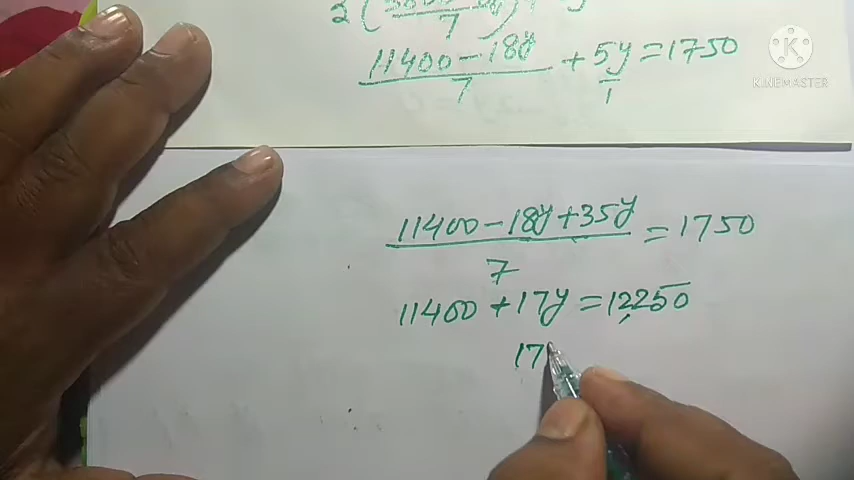 11400 - 18y / 7 + 5y / 1 = 1750
K
KINEMASTER
11400 - 18y + 35y / 7 = 1750
11400 + 17y = 12250
17